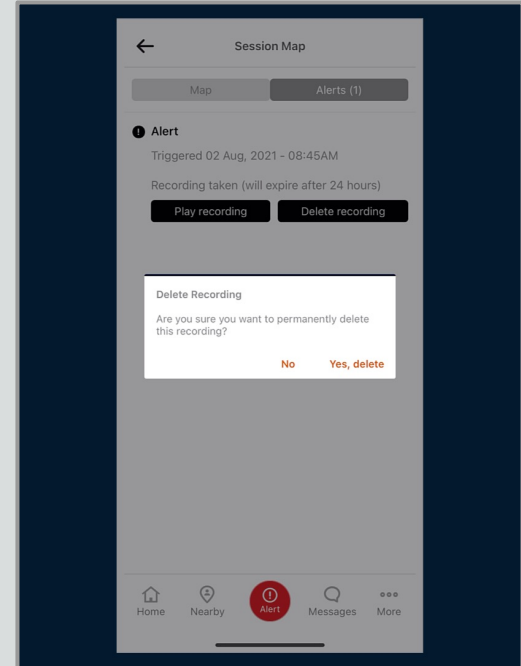 Session Map
Map
Alerts (1)
Alert
Triggered 02 Aug, 2021 - 08:45AM
Recording taken (will expire after 24 hours)
Play recording
Delete recording
Delete Recording
Are you sure you want to permanently delete
this recording?
No
Yes, delete
Home
Nearby
Alert
Messages
More